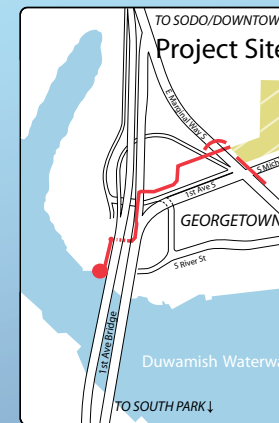 TO SODO/DOWNTOW
Project Site
E Marginal Way S
S Mich
1st Ave S
GEORGETOWN
S River St
1st Ave Bridge
Duwamish Waterwa
TO SOUTH PARK ↓